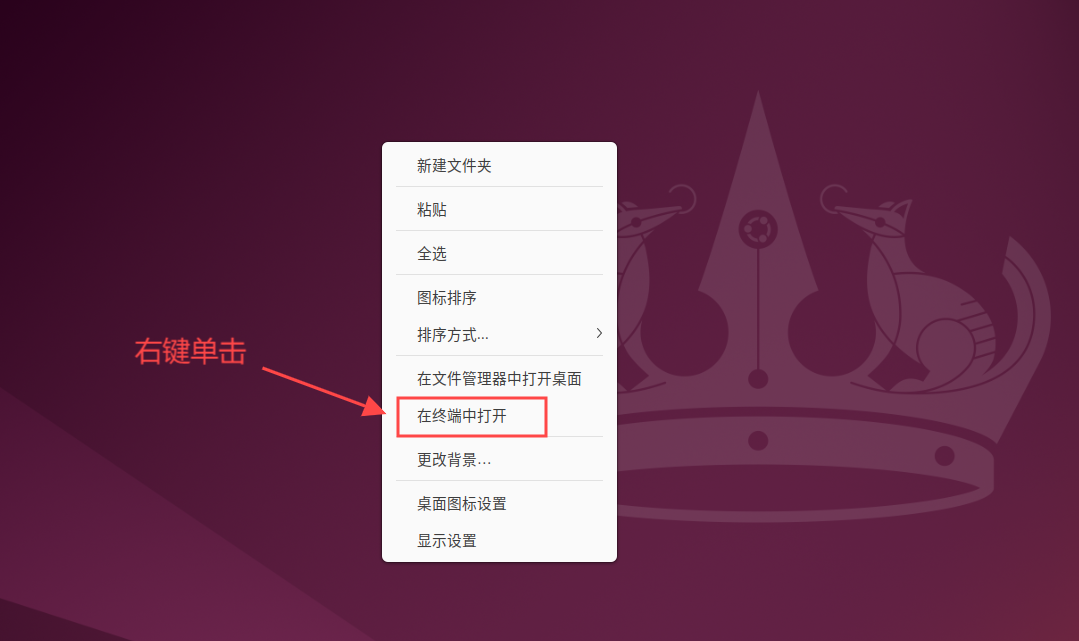 新建文件夹
粘贴
全选
图标排序
排序方式...
右键单击
在文件管理器中打开桌面
在终端中打开
更改背景...
桌面图标设置
显示设置